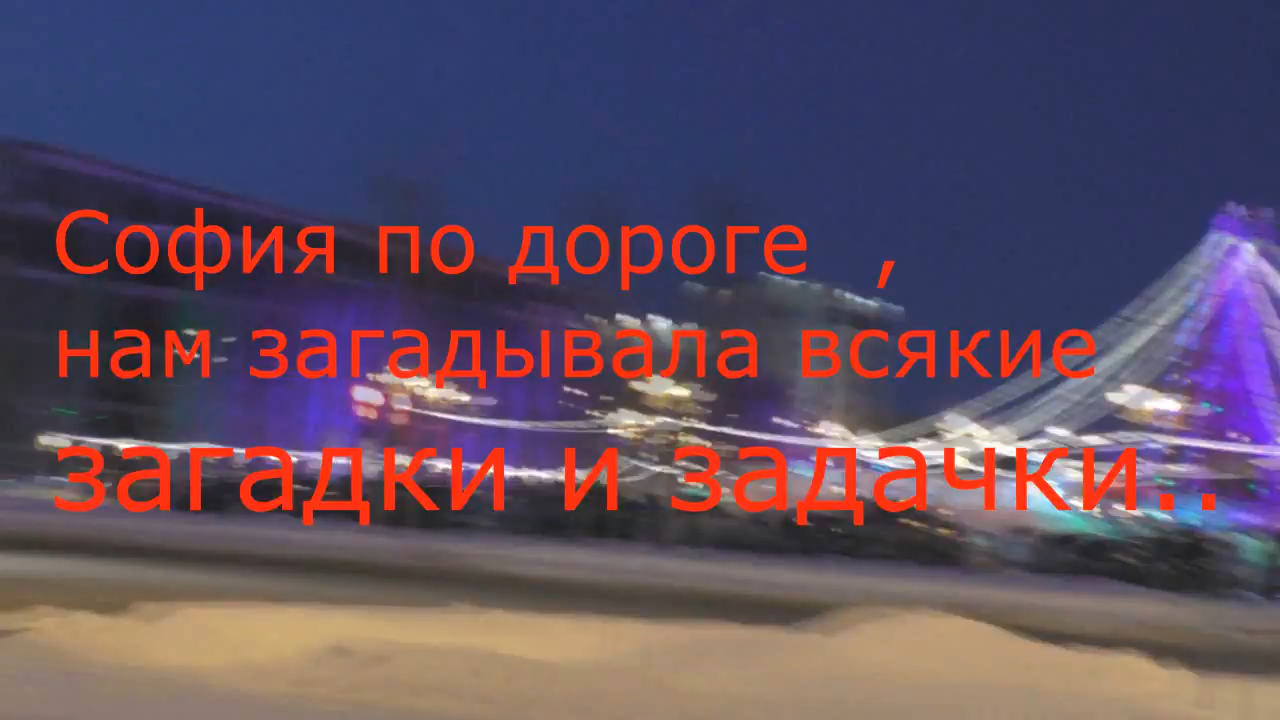 София по дороге  ,
нам загадывала всякие
загадки и задачки..